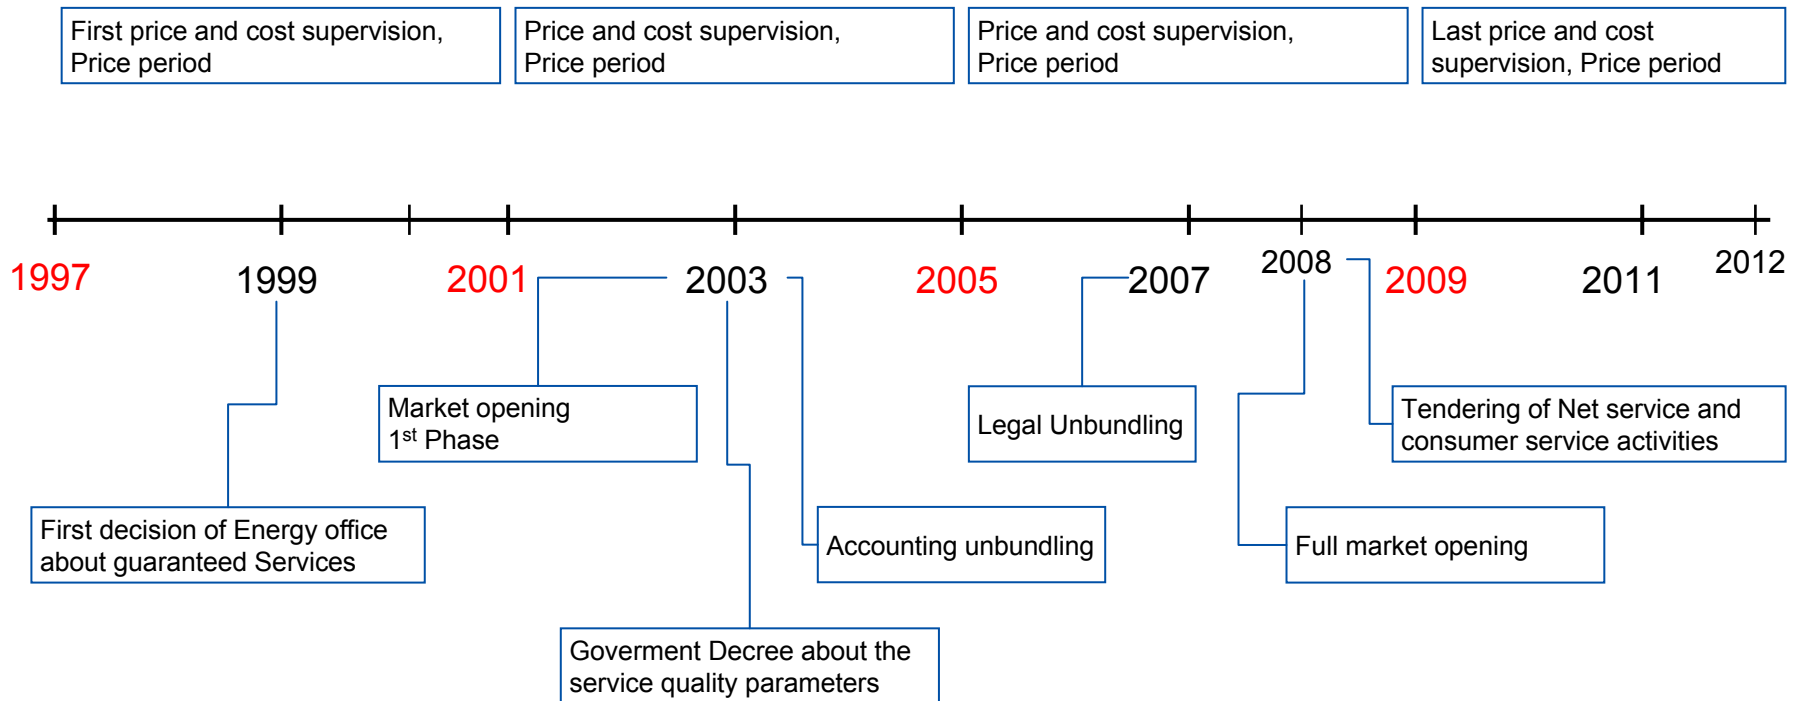 First price and cost supervision,
Price period
Price and cost supervision,
Price period
Price and cost supervision,
Price period
Last price and cost
supervision, Price period
1997
1999
2001
2003
2005
2007
2008
2009
2011
2012
Market opening
1st Phase
Legal Unbundling
Tendering of Net service and
consumer service activities
First decision of Energy office
about guaranteed Services
Accounting unbundling
Full market opening
Goverment Decree about the
service quality parameters